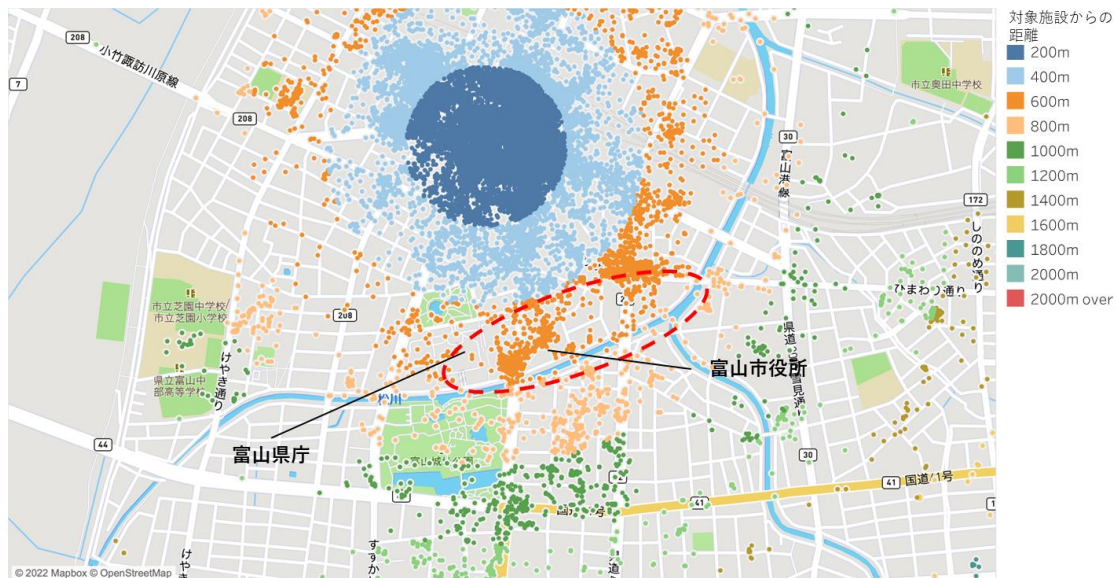 対象施設からの
距離
200m
400m
600m
800m
1000m
1200m
1400m
1600m
1800m
2000m
2000m over
208
小竹諏訪川原線
7
208
市立奥田中学校
30
富山港線
172
しののめ通り
ひまわり通り
市立芝園中学校
市立芝園小学校
208
けやき通り
県立富山中
部高等学校
松川
富山市役所
富山県庁
44
30
41
41
国道41号
© 2022 Mapbox © OpenStreetMap